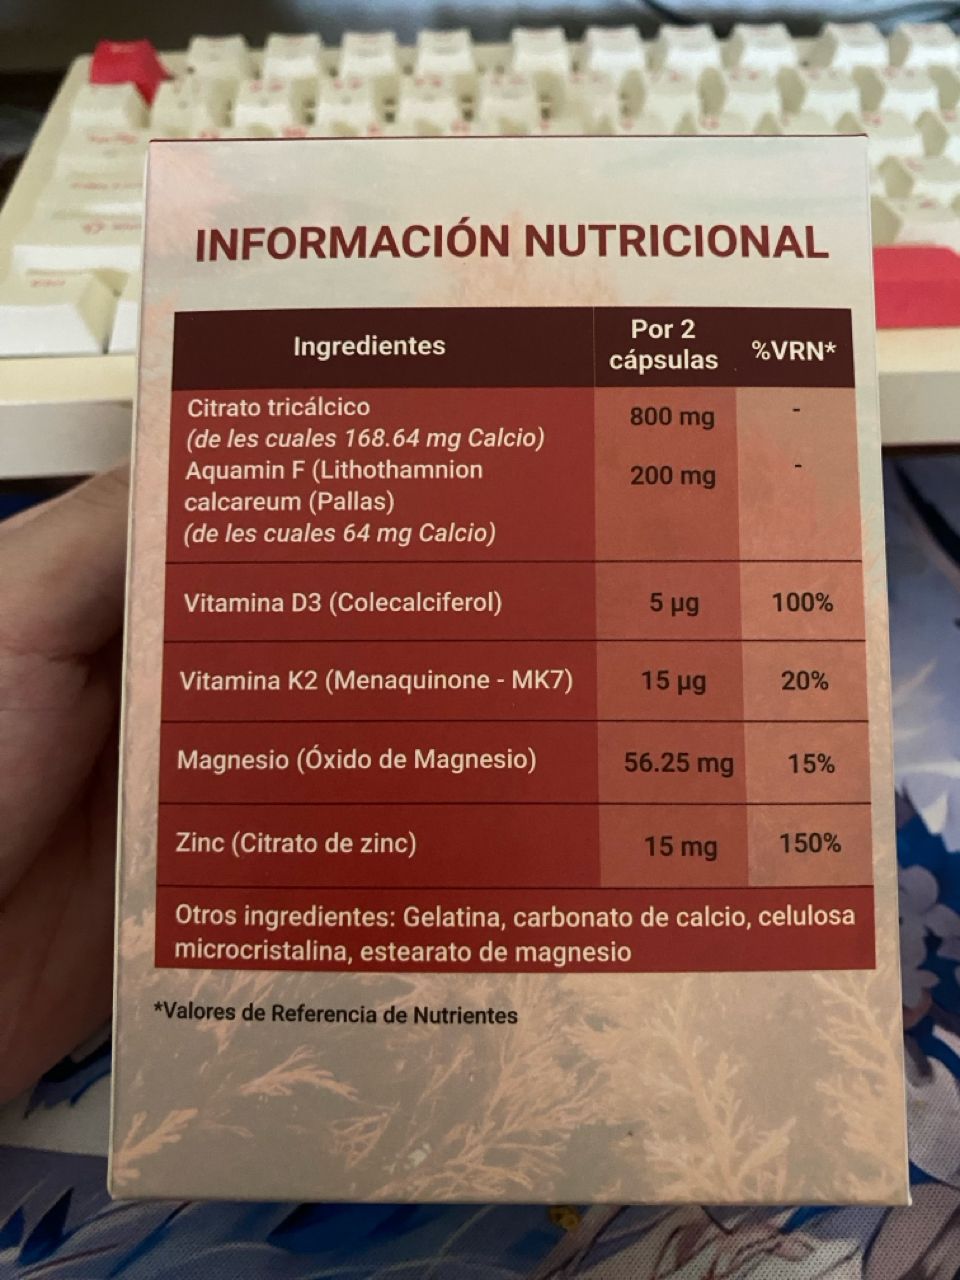 INFORMACIÓN NUTRICIONAL
Ingredientes
Por 2
cápsulas
%VRN*
Citrato tricálcico
800 mg
-
(de les cuales 168.64 mg Calcio)
Aquamin F (Lithothamnion
200 mg
-
calcareum (Pallas)
(de les cuales 64 mg Calcio)
Vitamina D3 (Colecalciferol)
5 µg
100%
Vitamina K2 (Menaquinone - MK7)
15 µg
20%
Magnesio (Óxido de Magnesio)
56.25 mg
15%
Zinc (Citrato de zinc)
15 mg
150%
Otros ingredientes: Gelatina, carbonato de calcio, celulosa
microcristalina, estearato de magnesio
*Valores de Referencia de Nutrientes